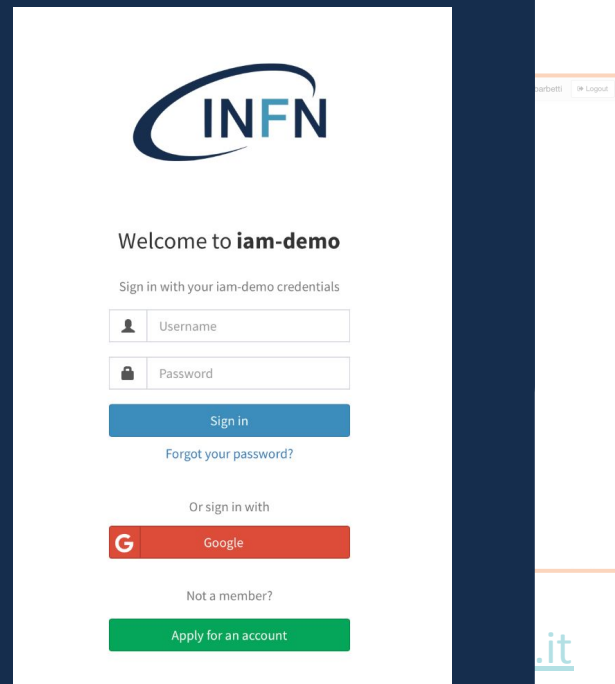 INFN
barbetti Logout
Welcome to iam-demo
Sign in with your iam-demo credentials
Username
Password
Sign in
Forgot your password?
Or sign in with
G Google
Not a member?
Apply for an account
.it